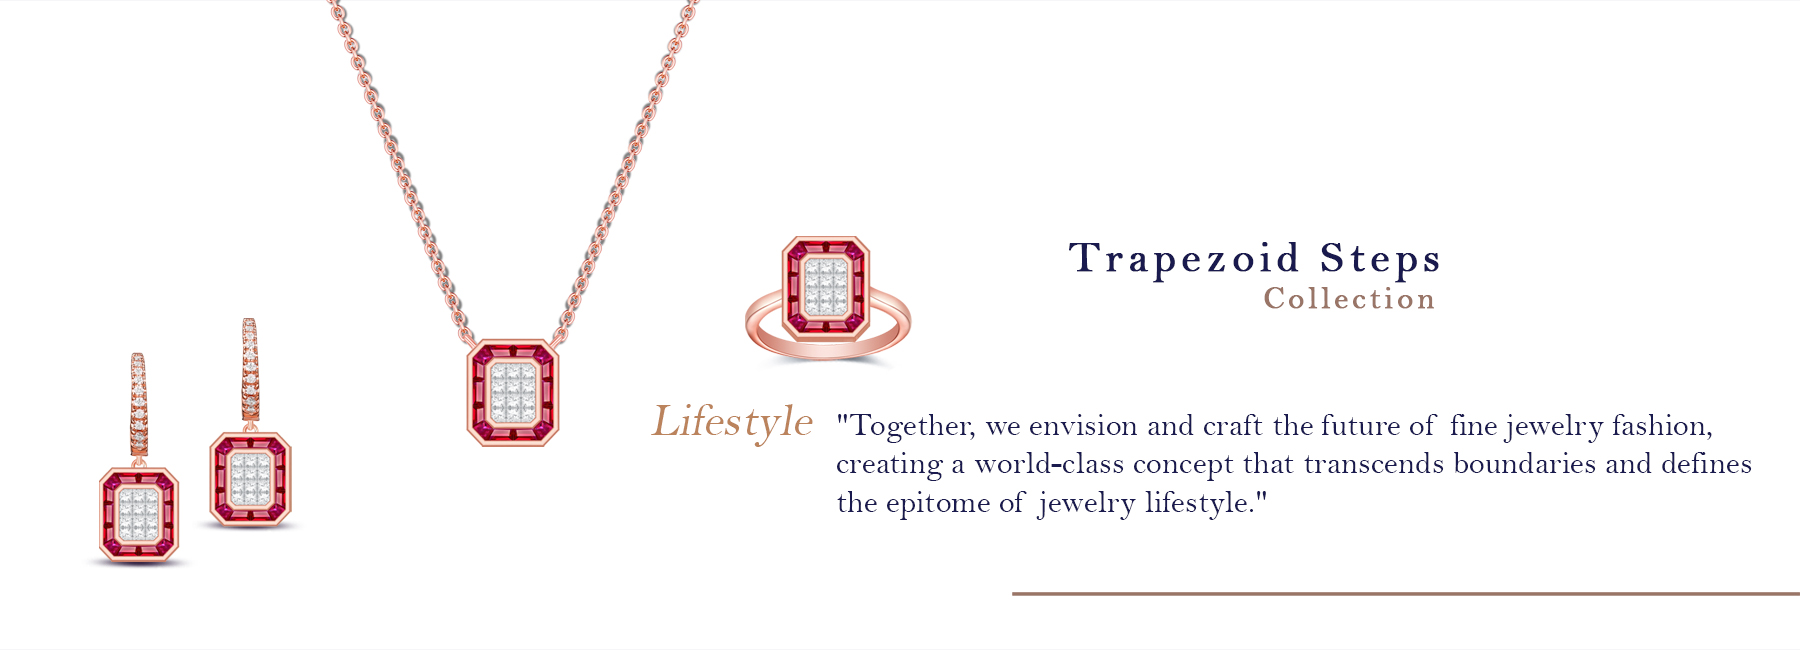 Trapezoid Steps
Collection
Lifestyle
"Together, we envision and craft the future of fine jewelry fashion,
creating a world-class concept that transcends boundaries and defines
the epitome of jewelry lifestyle."